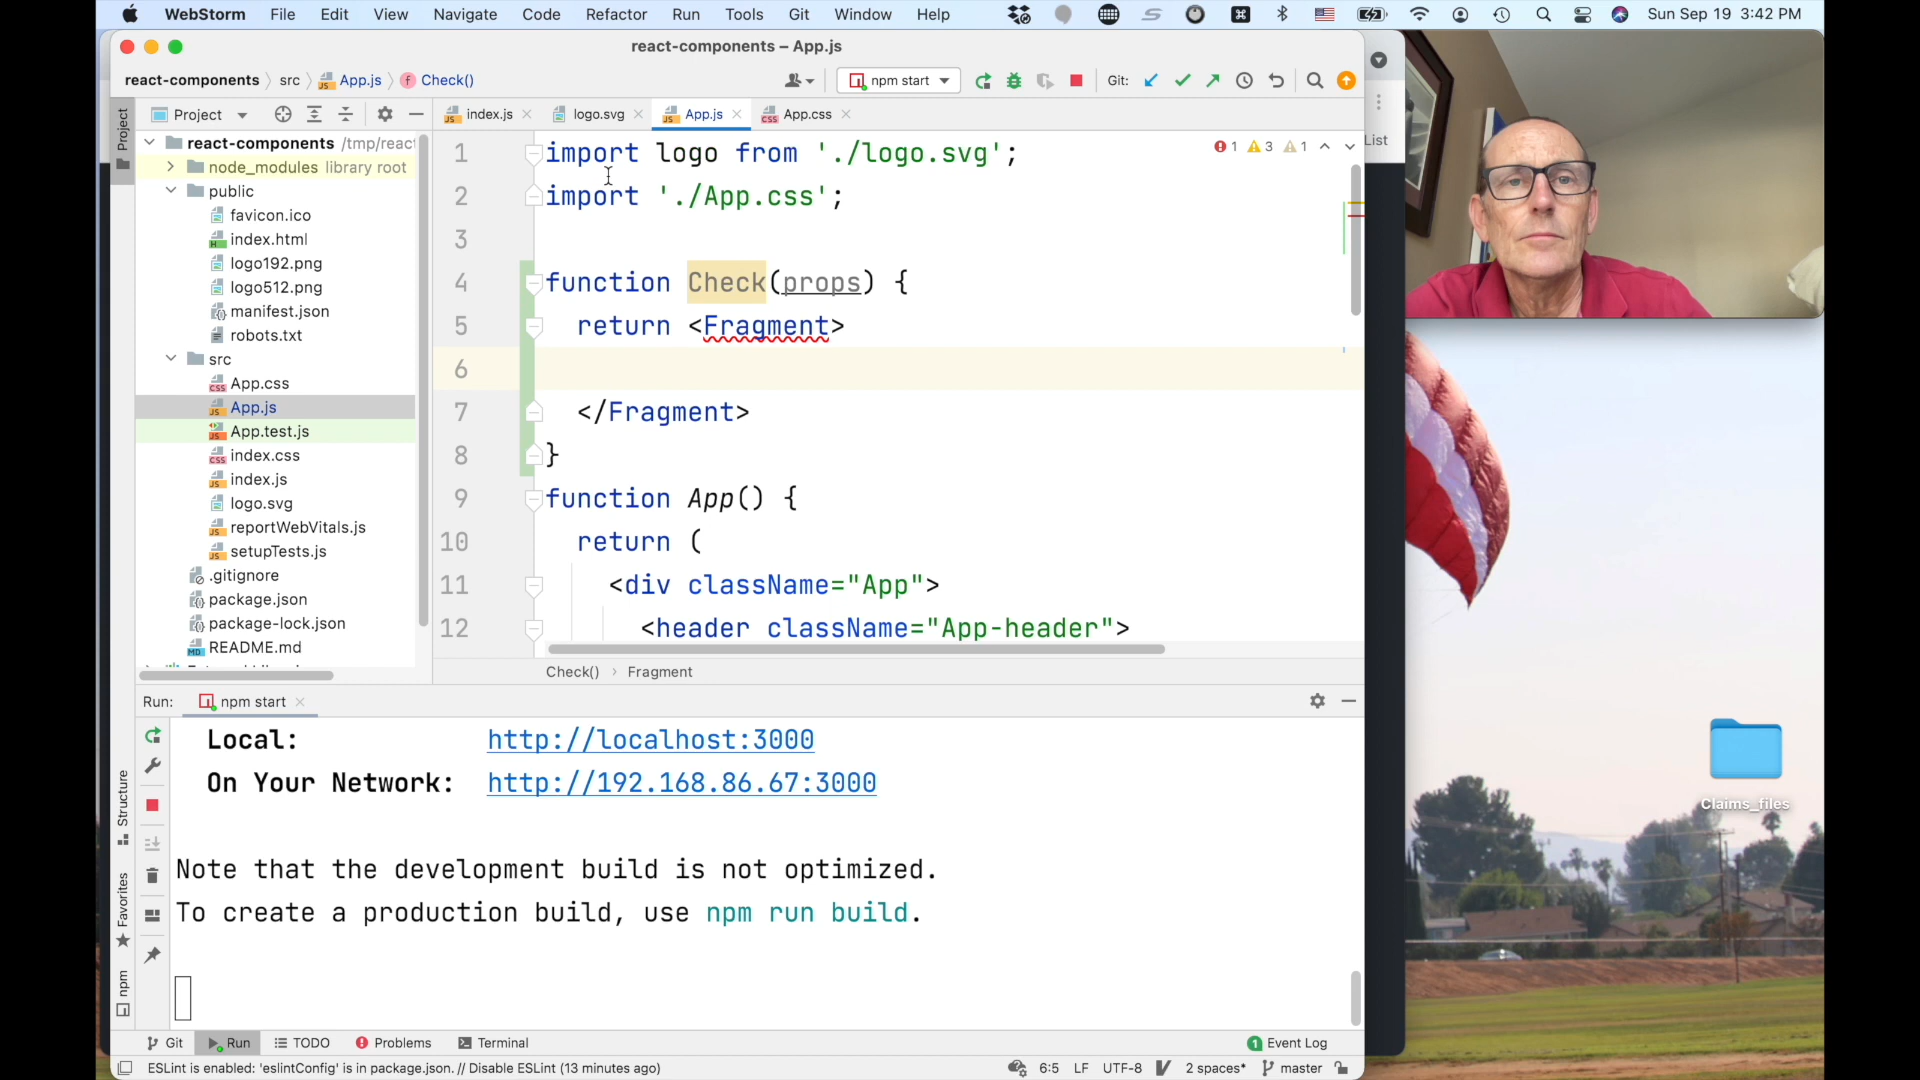 WebStorm File Edit View Navigate Code Refactor Run Tools Git Window Help Sun Sep 19 3:42 PM
react-components – App.js
react-components src App.js Check() npm start Git:
Project index.js logo.svg App.js App.css
List
Project
react-components /tmp/react
node_modules library root
public
favicon.ico
index.html
logo192.png
logo512.png
manifest.json
robots.txt
src
App.css
App.js
App.test.js
index.css
index.js
logo.svg
reportWebVitals.js
setupTests.js
.gitignore
package.json
package-lock.json
README.md
1 import logo from './logo.svg';
1 3 1
2 import './App.css';
3
4 function Check(props) {
5 return <Fragment>
6
7 </Fragment>
8 }
9 function App() {
10 return (
11 <div className="App">
12 <header className="App-header">
Check() Fragment
Run: npm start
Local: http://localhost:3000
On Your Network: http://192.168.86.67:3000
Note that the development build is not optimized.
To create a production build, use npm run build.
Structure
Favorites
npm
Git Run TODO Problems Terminal 1 Event Log
ESLint is enabled: 'eslintConfig' is in package.json. // Disable ESLint (13 minutes ago) 6:5 LF UTF-8 2 spaces* master
Claims_files